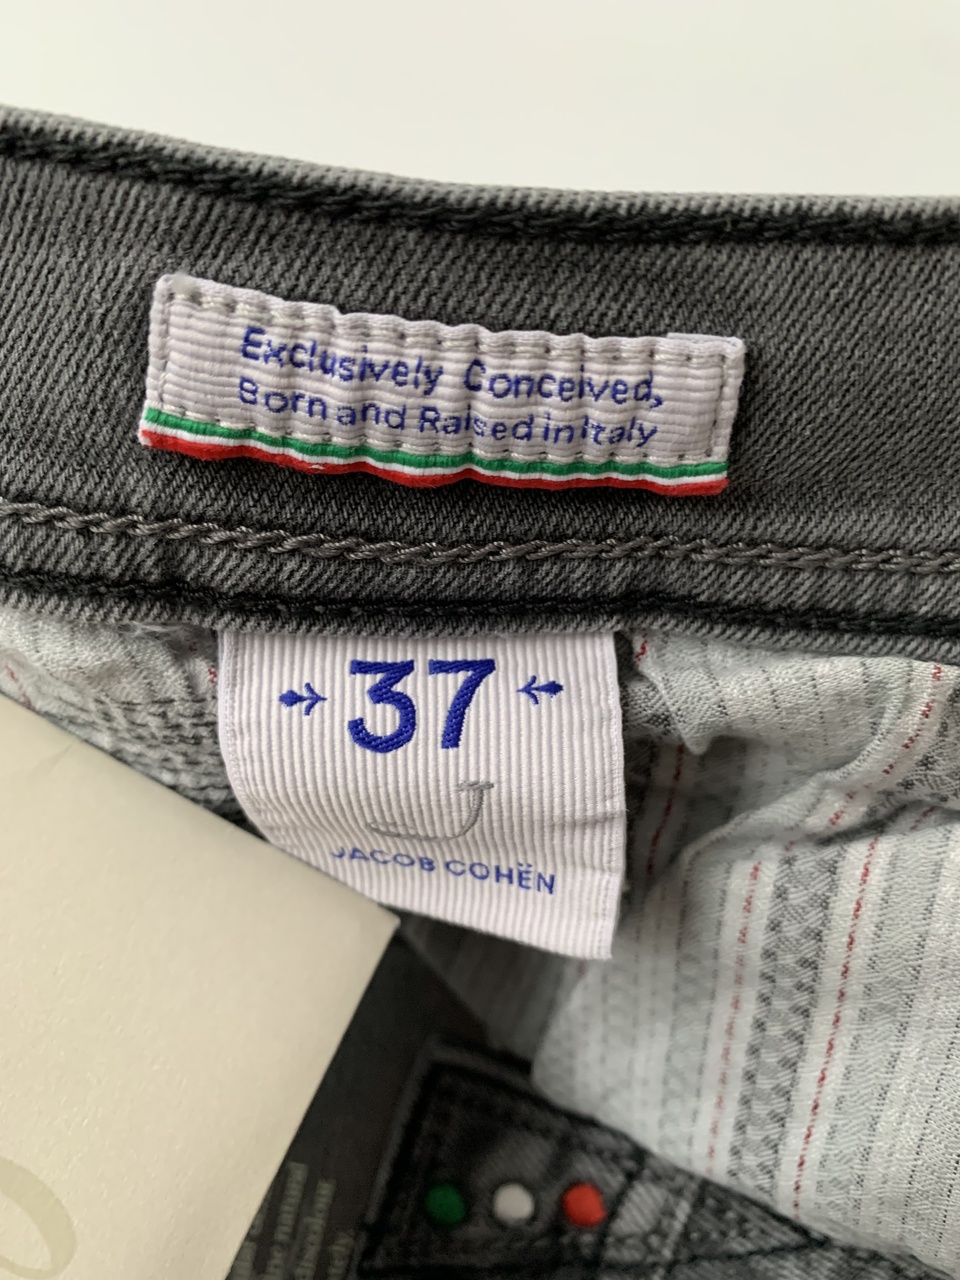 Exclusively Conceived,
Born and Raised in Italy
37
JACOB COHËN